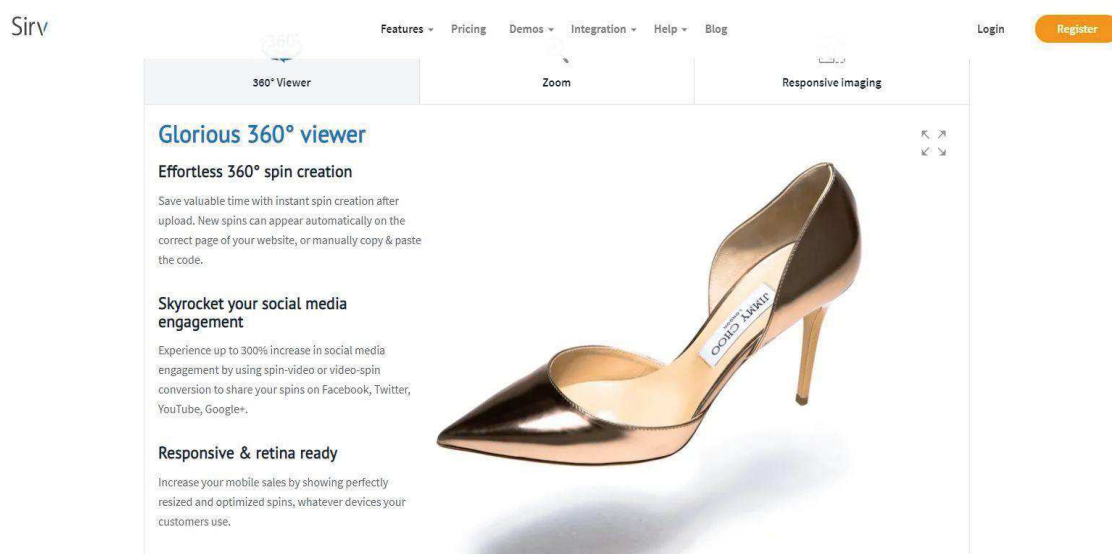 Sirv
Features Pricing Demos Integration Help Blog
Login Register
360° Viewer Zoom Responsive imaging
Glorious 360° viewer
Effortless 360° spin creation
Save valuable time with instant spin creation after
upload. New spins can appear automatically on the
correct page of your website, or manually copy & paste
the code.
Skyrocket your social media
engagement
Experience up to 300% increase in social media
engagement by using spin-video or video-spin
conversion to share your spins on Facebook, Twitter,
YouTube, Google+.
Responsive & retina ready
Increase your mobile sales by showing perfectly
resized and optimized spins, whatever devices your
customers use.
JIMMY CHOO
LONDON